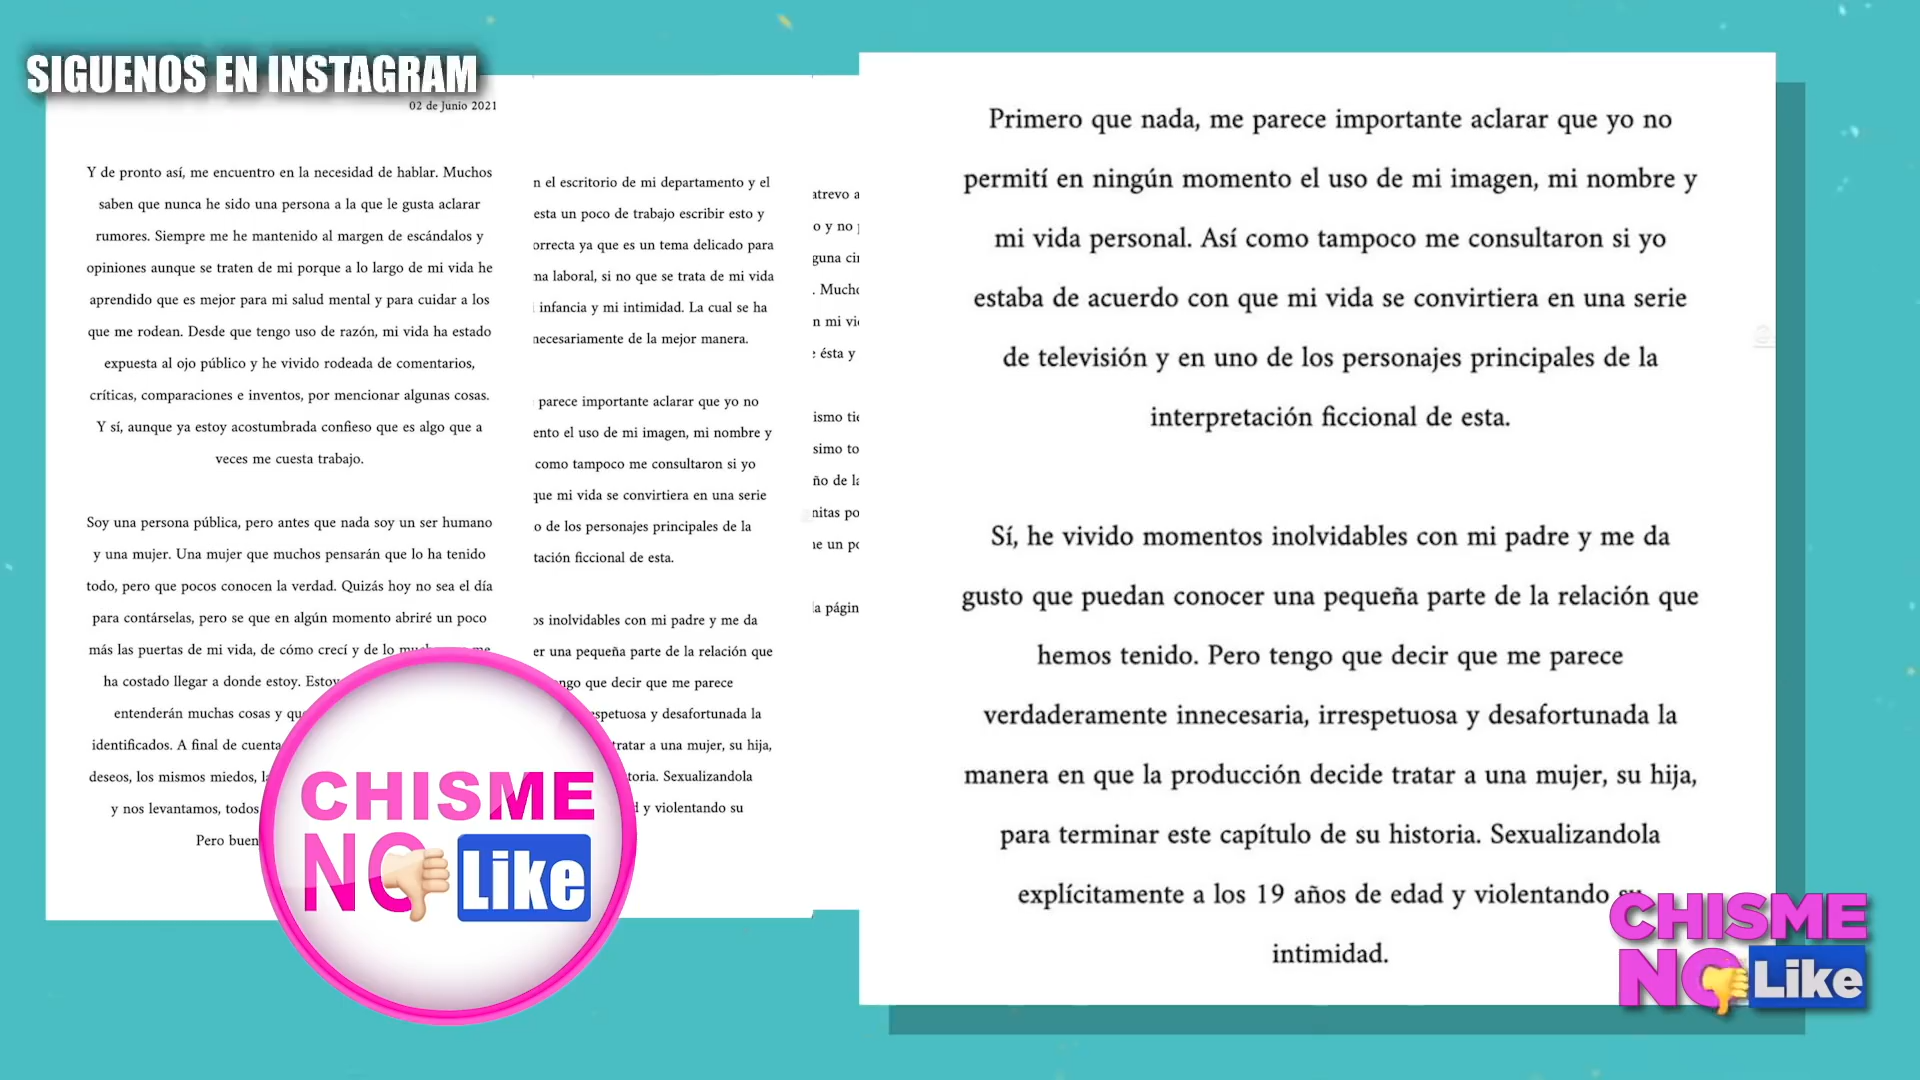 SIGUENOS EN INSTAGRAM
02 de Junio 2021
Y de pronto así, me encuentro en la necesidad de hablar. Muchos
saben que nunca he sido una persona a la que le gusta aclarar
rumores. Siempre me he mantenido al margen de escándalos y
opiniones aunque se traten de mi porque a lo largo de mi vida he
aprendido que es mejor para mi salud mental y para cuidar a los
que me rodean. Desde que tengo uso de razón, mi vida ha estado
expuesta al ojo público y he vivido rodeada de comentarios,
críticas, comparaciones e inventos, por mencionar algunas cosas.
Y sí, aunque ya estoy acostumbrada confieso que es algo que a
veces me cuesta trabajo.
Soy una persona pública, pero antes que nada soy un ser humano
y una mujer. Una mujer que muchos pensarán que lo ha tenido
todo, pero que pocos conocen la verdad. Quizás hoy no sea el día
para contárselas, pero se que en algún momento abriré un poco
más las puertas de mi vida, de cómo crecí y de lo
ha costado llegar a donde estoy. Estoy
entenderán muchas cosas y
identificados. A final de
deseos, los mismos miedos,
y nos levantamos, todos
Pero
n el escritorio de mi departamento y el
esta un poco de trabajo escribir esto y
orrecta ya que es un tema delicado para
ma laboral, si no que se trata de mi vida
infancia y mi intimidad. La cual se ha
necesariamente de la mejor manera.
parece importante aclarar que yo no
ento el uso de mi imagen, mi nombre y
como tampoco me consultaron si yo
que mi vida se convirtiera en una serie
o de los personajes principales de la
tación ficcional de esta.
os inolvidables con mi padre y me da
er una pequeña parte de la relación que
ngo que decir que me parece
spetuosa y desafortunada la
tratar a una mujer, su hija,
toria. Sexualizandola
d y violentando su
atrevo a
o y no
guna
n mi
ésta y
ismo
simo
nitas
la págin
Primero que nada, me parece importante aclarar que yo no
permití en ningún momento el uso de mi imagen, mi nombre y
mi vida personal. Así como tampoco me consultaron si yo
estaba de acuerdo con que mi vida se convirtiera en una serie
de televisión y en uno de los personajes principales de la
interpretación ficcional de esta.
Sí, he vivido momentos inolvidables con mi padre y me da
gusto que puedan conocer una pequeña parte de la relación que
hemos tenido. Pero tengo que decir que me parece
verdaderamente innecesaria, irrespetuosa y desafortunada la
manera en que la producción decide tratar a una mujer, su hija,
para terminar este capítulo de su historia. Sexualizandola
explícitamente a los 19 años de edad y violentando su
intimidad.
CHISME
NO Like
CHISME
NO Like